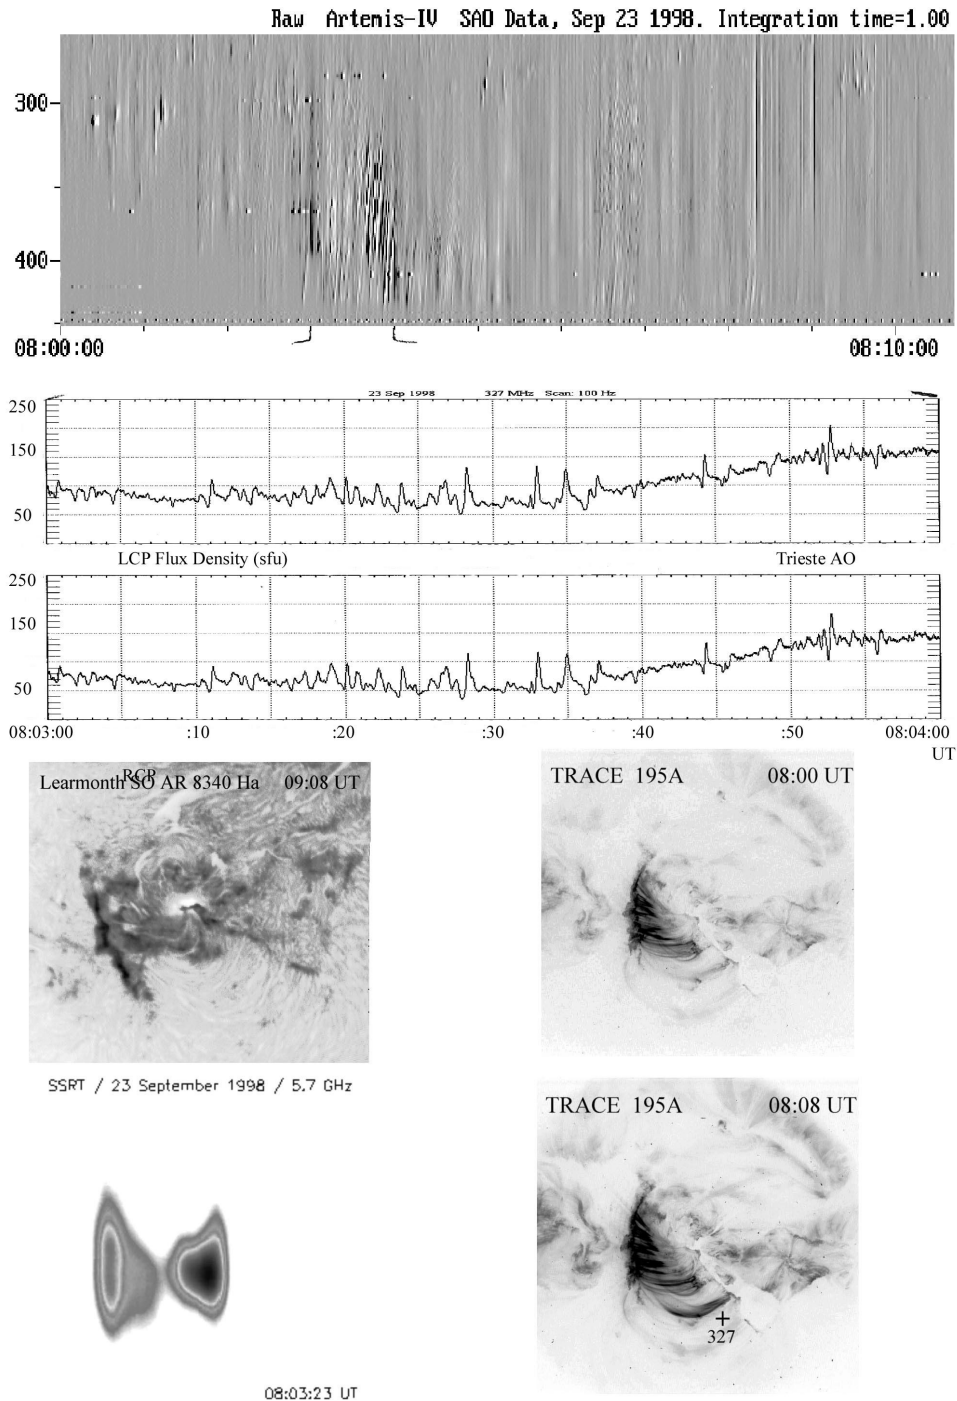 Raw Artemis-IV SAO Data, Sep 23 1998. Integration time=1.00
300
400
08:00:00 08:10:00
23 Sep 1998 327 MHz Scan: 100 Hz
250
150
50
LCP Flux Density (sfu) Trieste AO
250
150
50
08:03:00 :10 :20 :30 :40 :50 08:04:00
UT
RCP
Learmonth SO AR 8340 Ha 09:08 UT
TRACE 195A 08:00 UT
SSRT / 23 September 1998 / 5.7 GHz
TRACE 195A 08:08 UT
327
08:03:23 UT